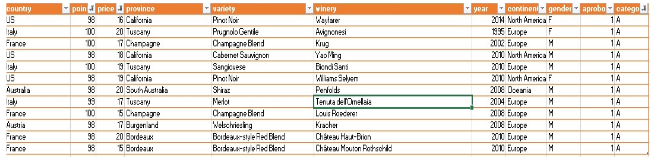 country poin price province variety winery year continent gender aprobo catego
US 98 16 California Pinot Noir Wayfarer 2014 North America F 1 A
Italy 100 20 Tuscany Prugnolo Gentile Avignonesi 1995 Europe F 1 A
France 100 17 Champagne Champagne Blend Krug 2002 Europe M 1 A
US 98 18 California Cabernet Sauvignon Yao Ming 2010 North America M 1 A
Italy 100 19 Tuscany Sangiovese Biondi Santi 2010 Europe M 1 A
US 98 19 California Pinot Noir Williams Selyem 2010 North America F 1 A
Australia 98 20 South Australia Shiraz Penfolds 2008 Oceania M 1 A
Italy 99 17 Tuscany Merlot Tenuta dell'Ornellaia 2004 Europe M 1 A
France 100 15 Champagne Champagne Blend Louis Roederer 2008 Europe M 1 A
Austria 98 17 Burgenland Welschriesling Kracher 2008 Europe M 1 A
France 98 20 Bordeaux Bordeaux-style Red Blend Château Haut-Brion 2010 Europe M 1 A
France 98 15 Bordeaux Bordeaux-style Red Blend Château Mouton Rothschild 2010 Europe M 1 A